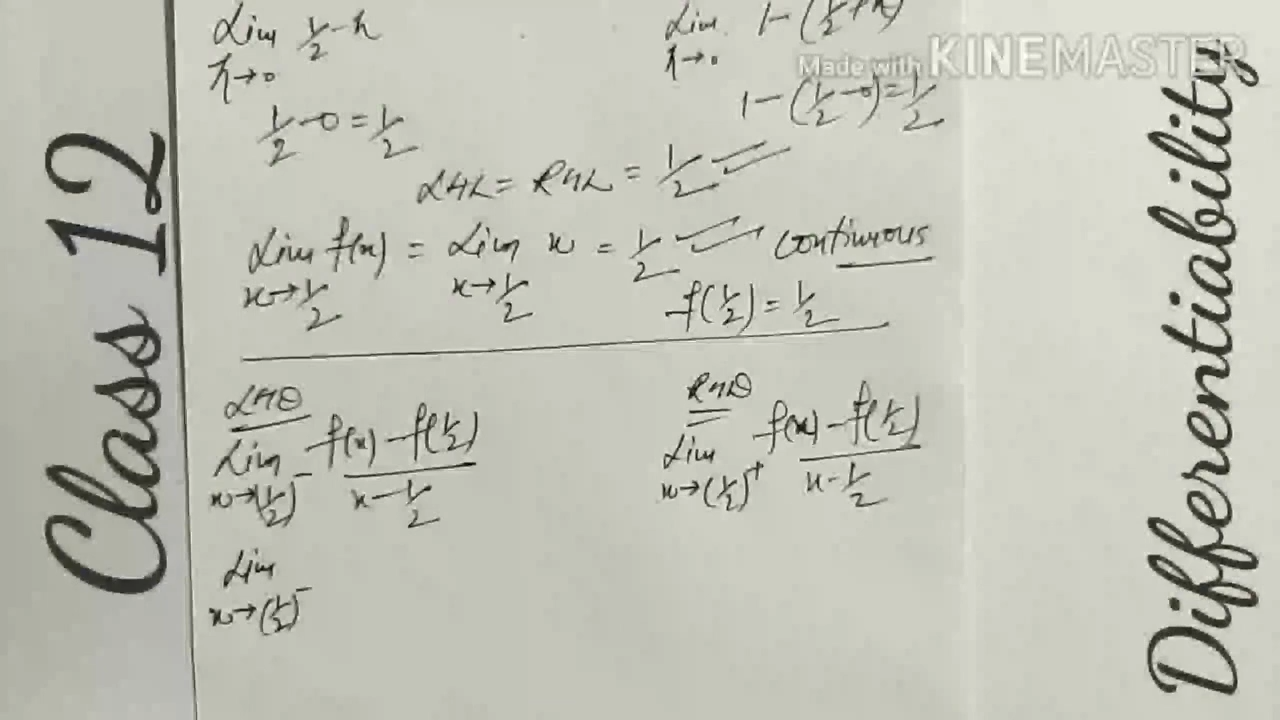 Class 12
Lim 1/2 - h
h→0
1/2 - 0 = 1/2
Lim 1 - (1/2 + h)
h→0
1 - (1/2 - 0) = 1/2
LHL = RHL = 1/2
Lim f(x) = Lim x = 1/2 continuous
x→1/2 x→1/2
f(1/2) = 1/2
LHD
Lim f(x) - f(1/2)
x→(1/2)⁻ x - 1/2
Lim
x→(1/2)⁻
RHD
Lim f(x) - f(1/2)
x→(1/2)⁺ x - 1/2
Made with KINEMASTER
Differentiability